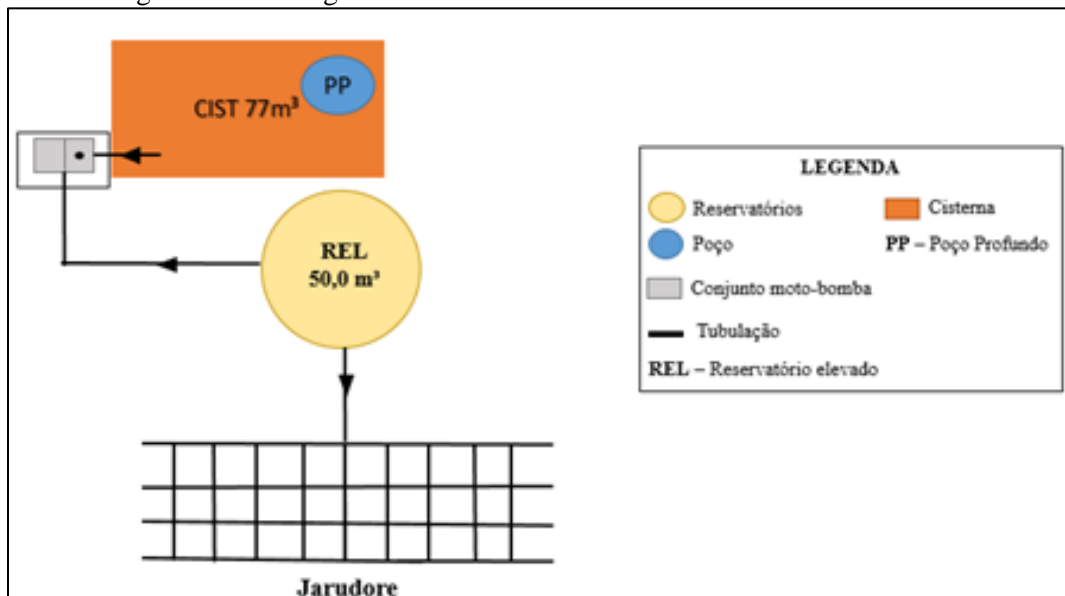 PP
CIST 77m³
REL
50,0 m³
Jarudore
LEGENDA
Reservatórios
Cisterna
Poço
PP – Poço Profundo
Conjunto moto-bomba
Tubulação
REL – Reservatório elevado